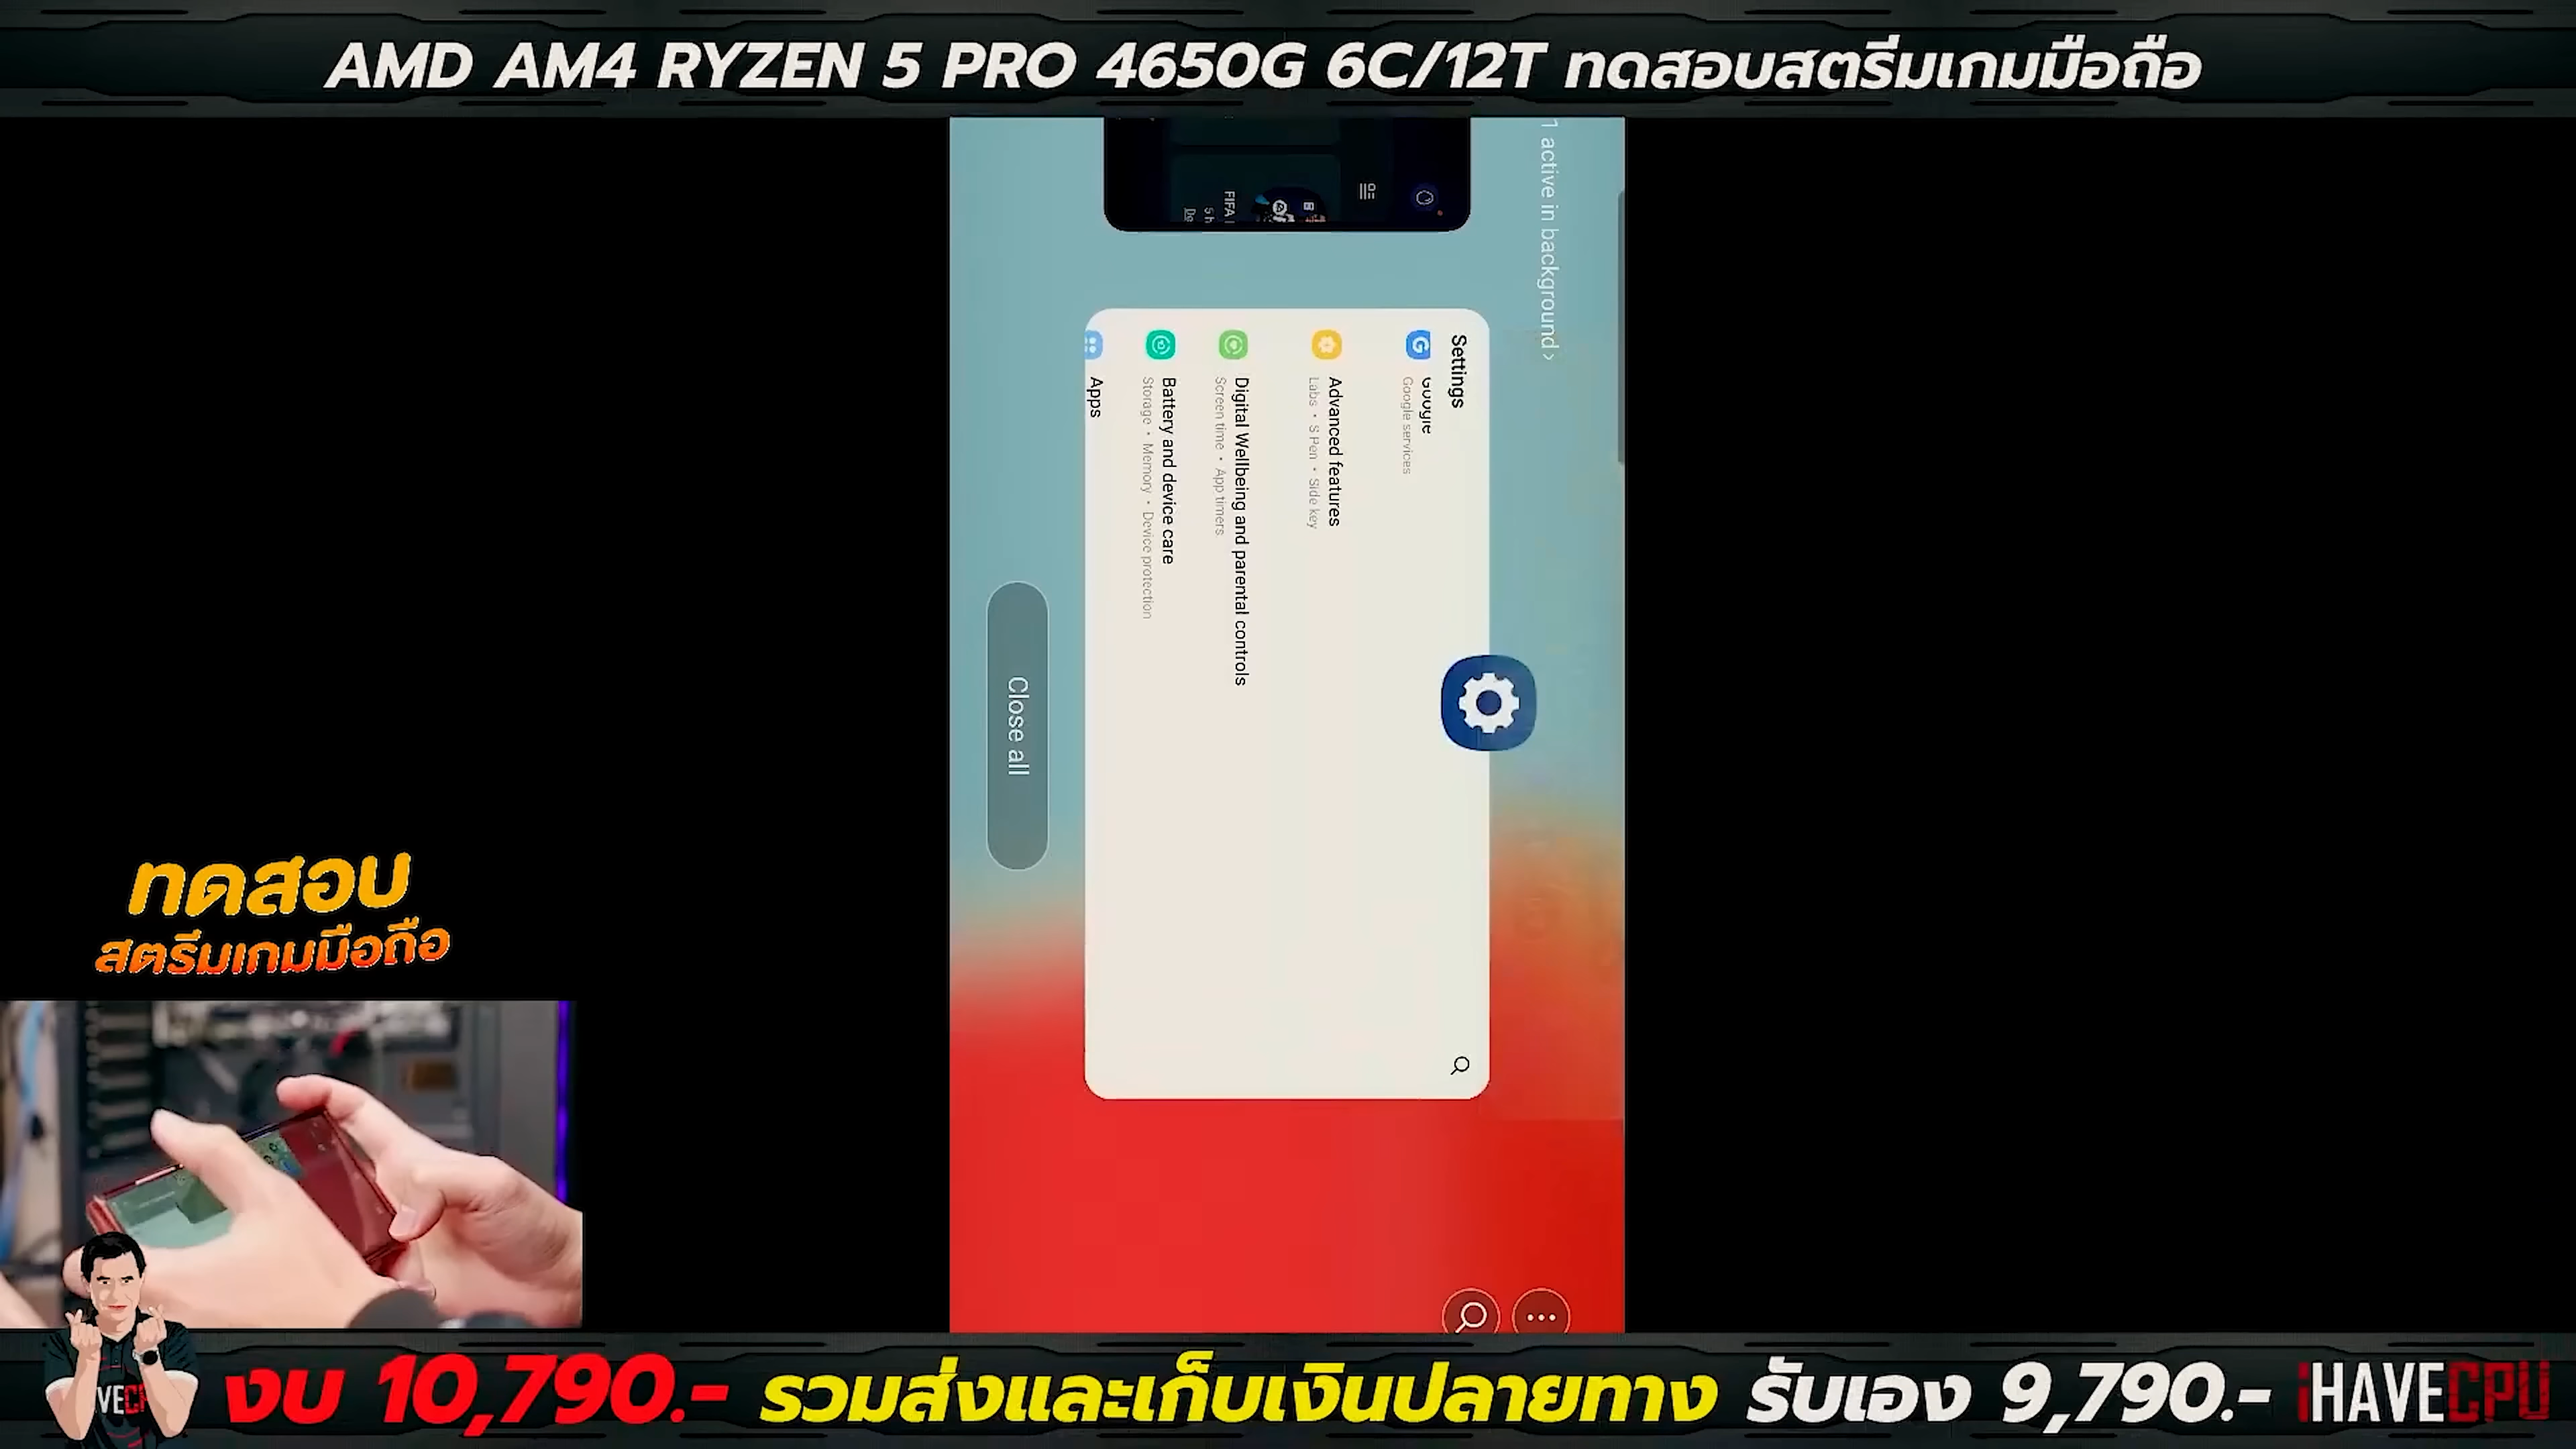 AMD AM4 RYZEN 5 PRO 4650G 6C/12T ทดสอบสตรีมเกมมือถือ
1 active in background >
FIFA
5 h
De
Settings
Google
Google services
Advanced features
Labs • S Pen • Side key
Digital Wellbeing and parental controls
Screen time • App timers
Battery and device care
Storage • Memory • Device protection
Apps
Close all
ทดสอบ
สตรีมเกมมือถือ
งบ 10,790.- รวมส่งและเก็บเงินปลายทาง รับเอง 9,790.- iHAVECPU